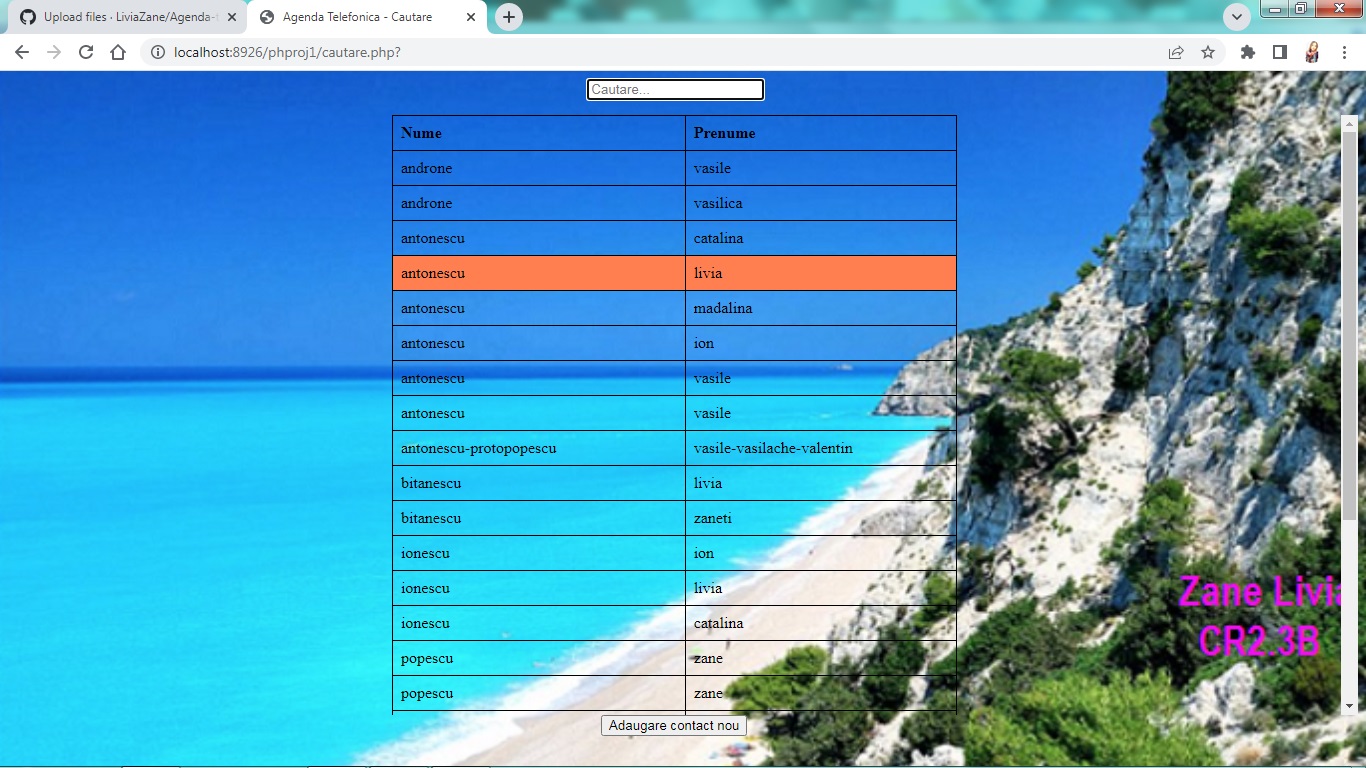 Upload files · LiviaZane/Agenda-t
Agenda Telefonica - Cautare
localhost:8926/phproj1/cautare.php?
Cautare...
Nume Prenume
androne vasile
androne vasilica
antonescu catalina
antonescu livia
antonescu madalina
antonescu ion
antonescu vasile
antonescu vasile
antonescu-protopopescu vasile-vasilache-valentin
bitanescu livia
bitanescu zaneti
ionescu ion
ionescu livia
ionescu catalina
popescu zane
popescu zane
Zane Livia
CR2.3B
Adaugare contact nou